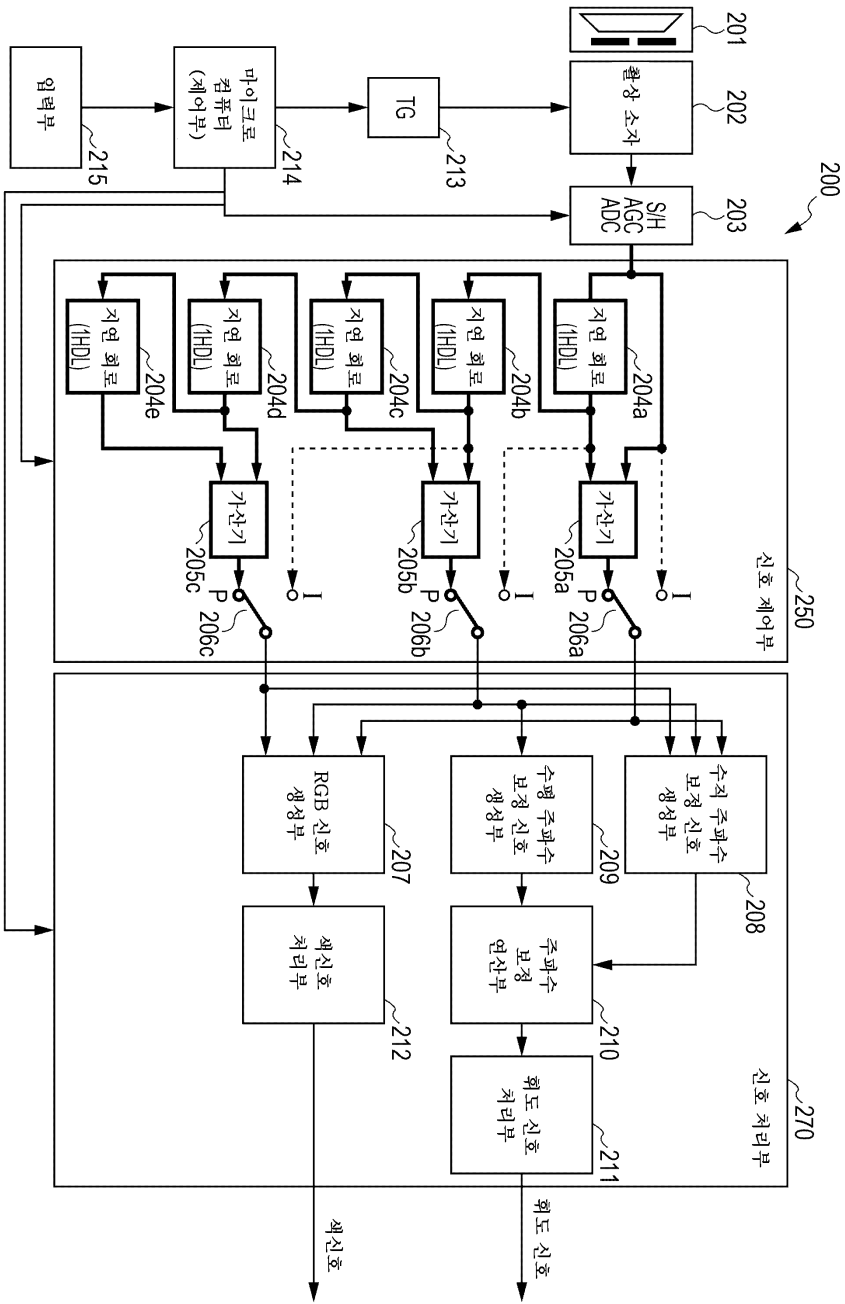 200
201
202
촬상 소자
203
S/H
AGC
ADC
213
TG
214
마이크로
컴퓨터
(제어부)
215
입력부
250
신호 제어부
204a
지연 회로
(1HDL)
204b
지연 회로
(1HDL)
204c
지연 회로
(1HDL)
204d
지연 회로
(1HDL)
204e
지연 회로
(1HDL)
205a
가산기
205b
가산기
205c
가산기
I
P
206a
I
P
206b
I
P
206c
270
신호 처리부
208
수직 주파수
보정 신호
생성부
209
수평 주파수
보정 신호
생성부
207
RGB 신호
생성부
210
주파수
보정
연산부
212
색신호
처리부
211
휘도 신호
처리부
휘도 신호
색신호